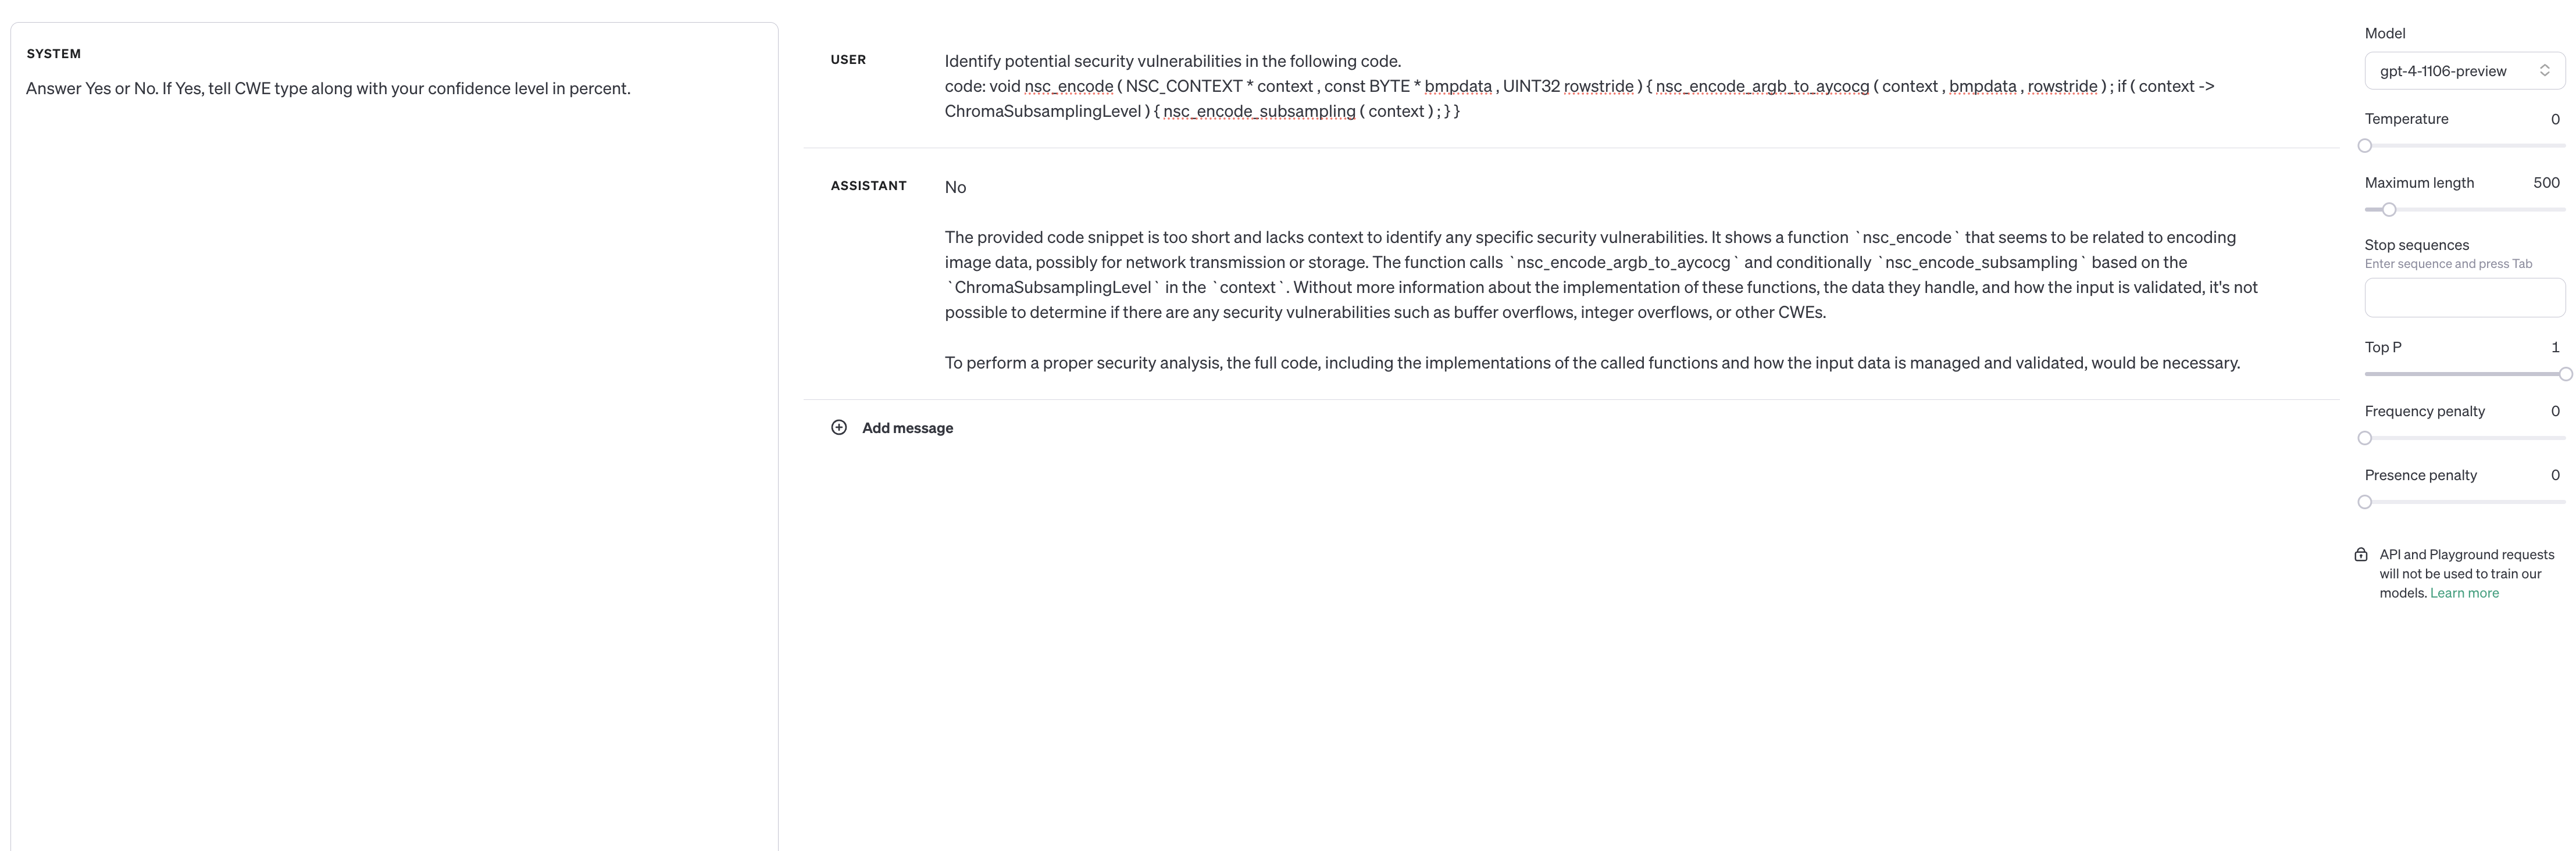 SYSTEM
Answer Yes or No. If Yes, tell CWE type along with your confidence level in percent.
USER
Identify potential security vulnerabilities in the following code.
code: void nsc_encode ( NSC_CONTEXT * context , const BYTE * bmpdata , UINT32 rowstride ) { nsc_encode_argb_to_aycocg ( context , bmpdata , rowstride ) ; if ( context ->
ChromaSubsamplingLevel ) { nsc_encode_subsampling ( context ) ; } }
ASSISTANT
No
The provided code snippet is too short and lacks context to identify any specific security vulnerabilities. It shows a function `nsc_encode` that seems to be related to encoding
image data, possibly for network transmission or storage. The function calls `nsc_encode_argb_to_aycocg` and conditionally `nsc_encode_subsampling` based on the
`ChromaSubsamplingLevel` in the `context`. Without more information about the implementation of these functions, the data they handle, and how the input is validated, it's not
possible to determine if there are any security vulnerabilities such as buffer overflows, integer overflows, or other CWEs.
To perform a proper security analysis, the full code, including the implementations of the called functions and how the input data is managed and validated, would be necessary.
Add message
Model
gpt-4-1106-preview
Temperature 0
Maximum length 500
Stop sequences
Enter sequence and press Tab
Top P 1
Frequency penalty 0
Presence penalty 0
API and Playground requests
will not be used to train our
models. Learn more